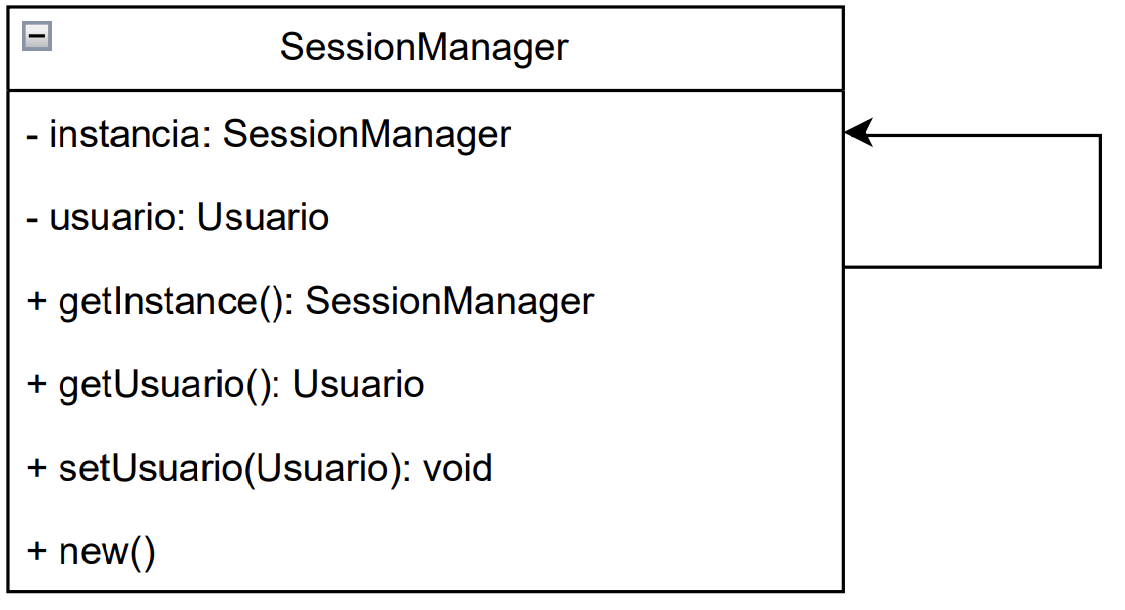 SessionManager
- instancia: SessionManager
- usuario: Usuario
+ getInstance(): SessionManager
+ getUsuario(): Usuario
+ setUsuario(Usuario): void
+ new()